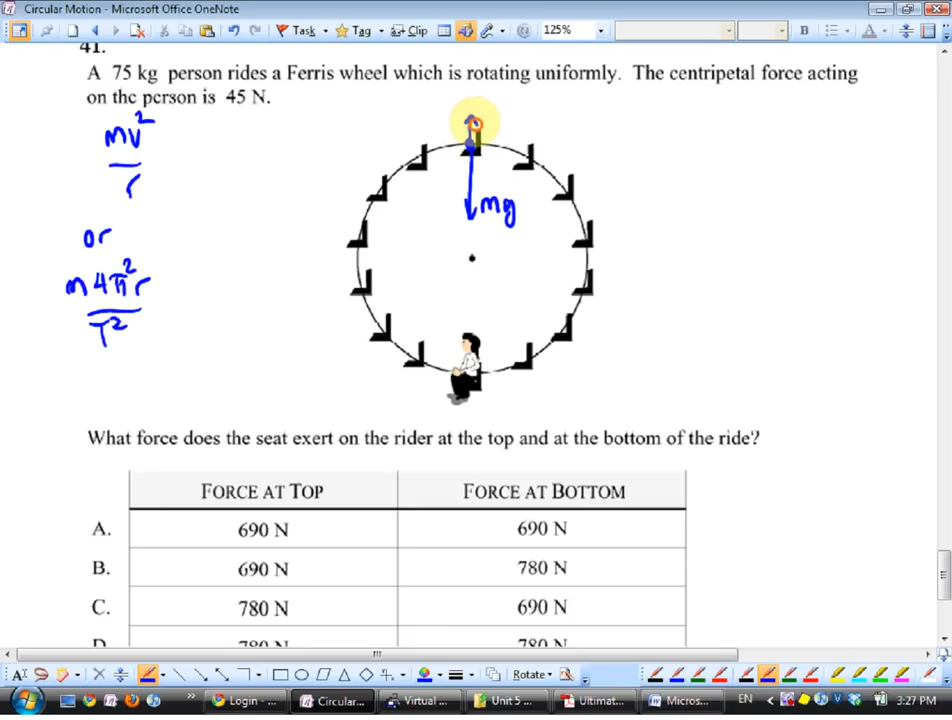 Circular Motion - Microsoft Office OneNote
Task Tag Clip 125% B A
41.
A 75 kg person rides a Ferris wheel which is rotating uniformly. The centripetal force acting
on the person is 45 N.
mv²
r
or
m4π²r
T²
mg
What force does the seat exert on the rider at the top and at the bottom of the ride?
FORCE AT TOP FORCE AT BOTTOM
A. 690 N 690 N
B. 690 N 780 N
C. 780 N 690 N
D. 780 N 780 N
Rotate
Login - ... Circular... Virtual ... Unit 5 ... Ultimat... Micros... EN 3:27 PM